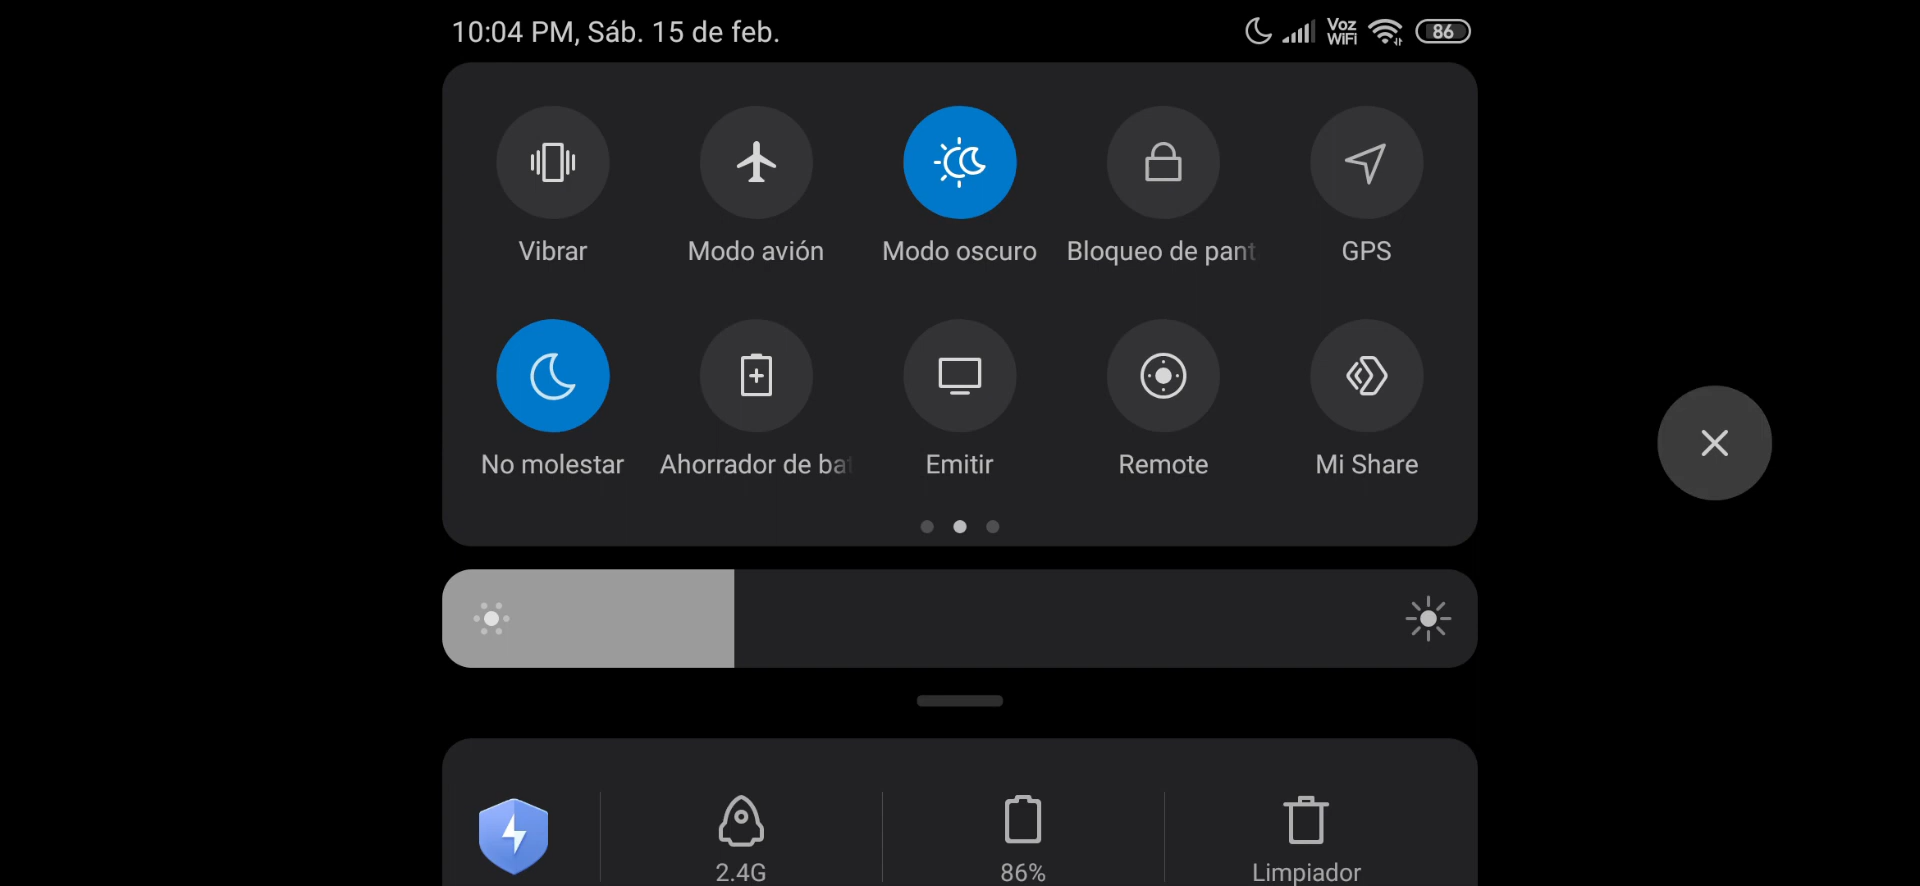 10:04 PM, Sáb. 15 de feb.
Voz
WiFi
86
Vibrar
Modo avión
Modo oscuro
Bloqueo de pant
GPS
No molestar
Ahorrador de bat
Emitir
Remote
Mi Share
2.4G
86%
Limpiador